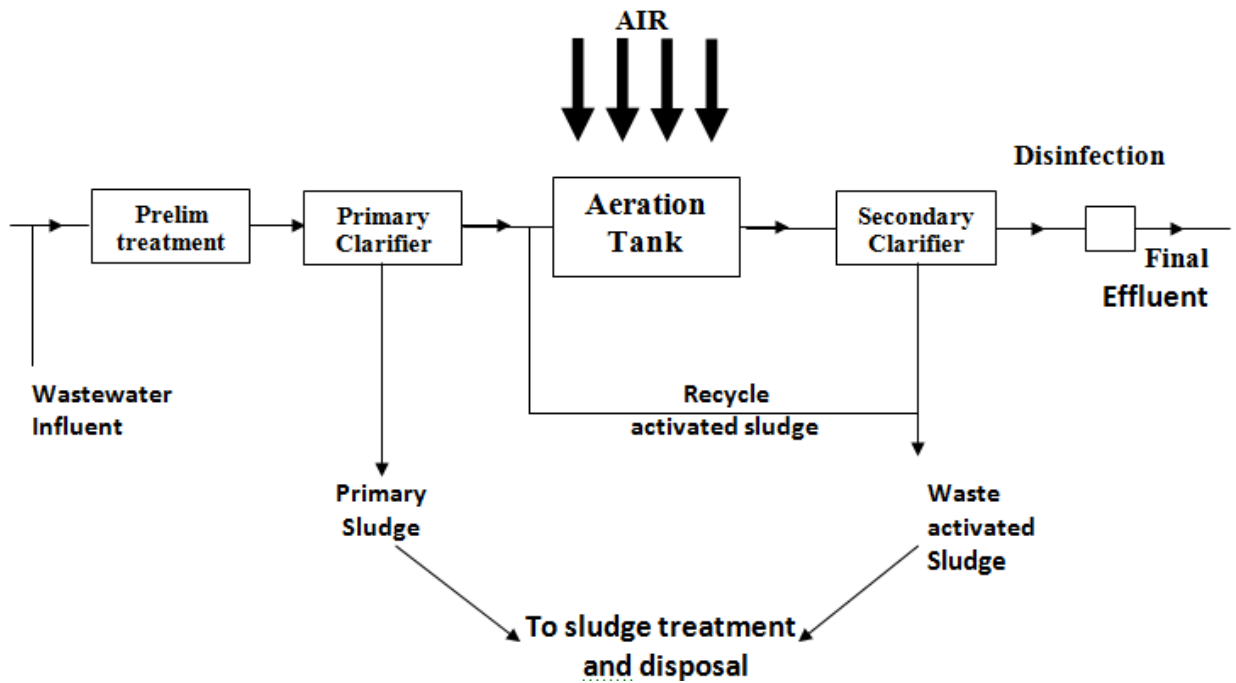 AIR
Disinfection
Prelim
treatment
Primary
Clarifier
Aeration
Tank
Secondary
Clarifier
Final
Effluent
Wastewater
Influent
Recycle
activated sludge
Primary
Sludge
Waste
activated
Sludge
To sludge treatment
and disposal